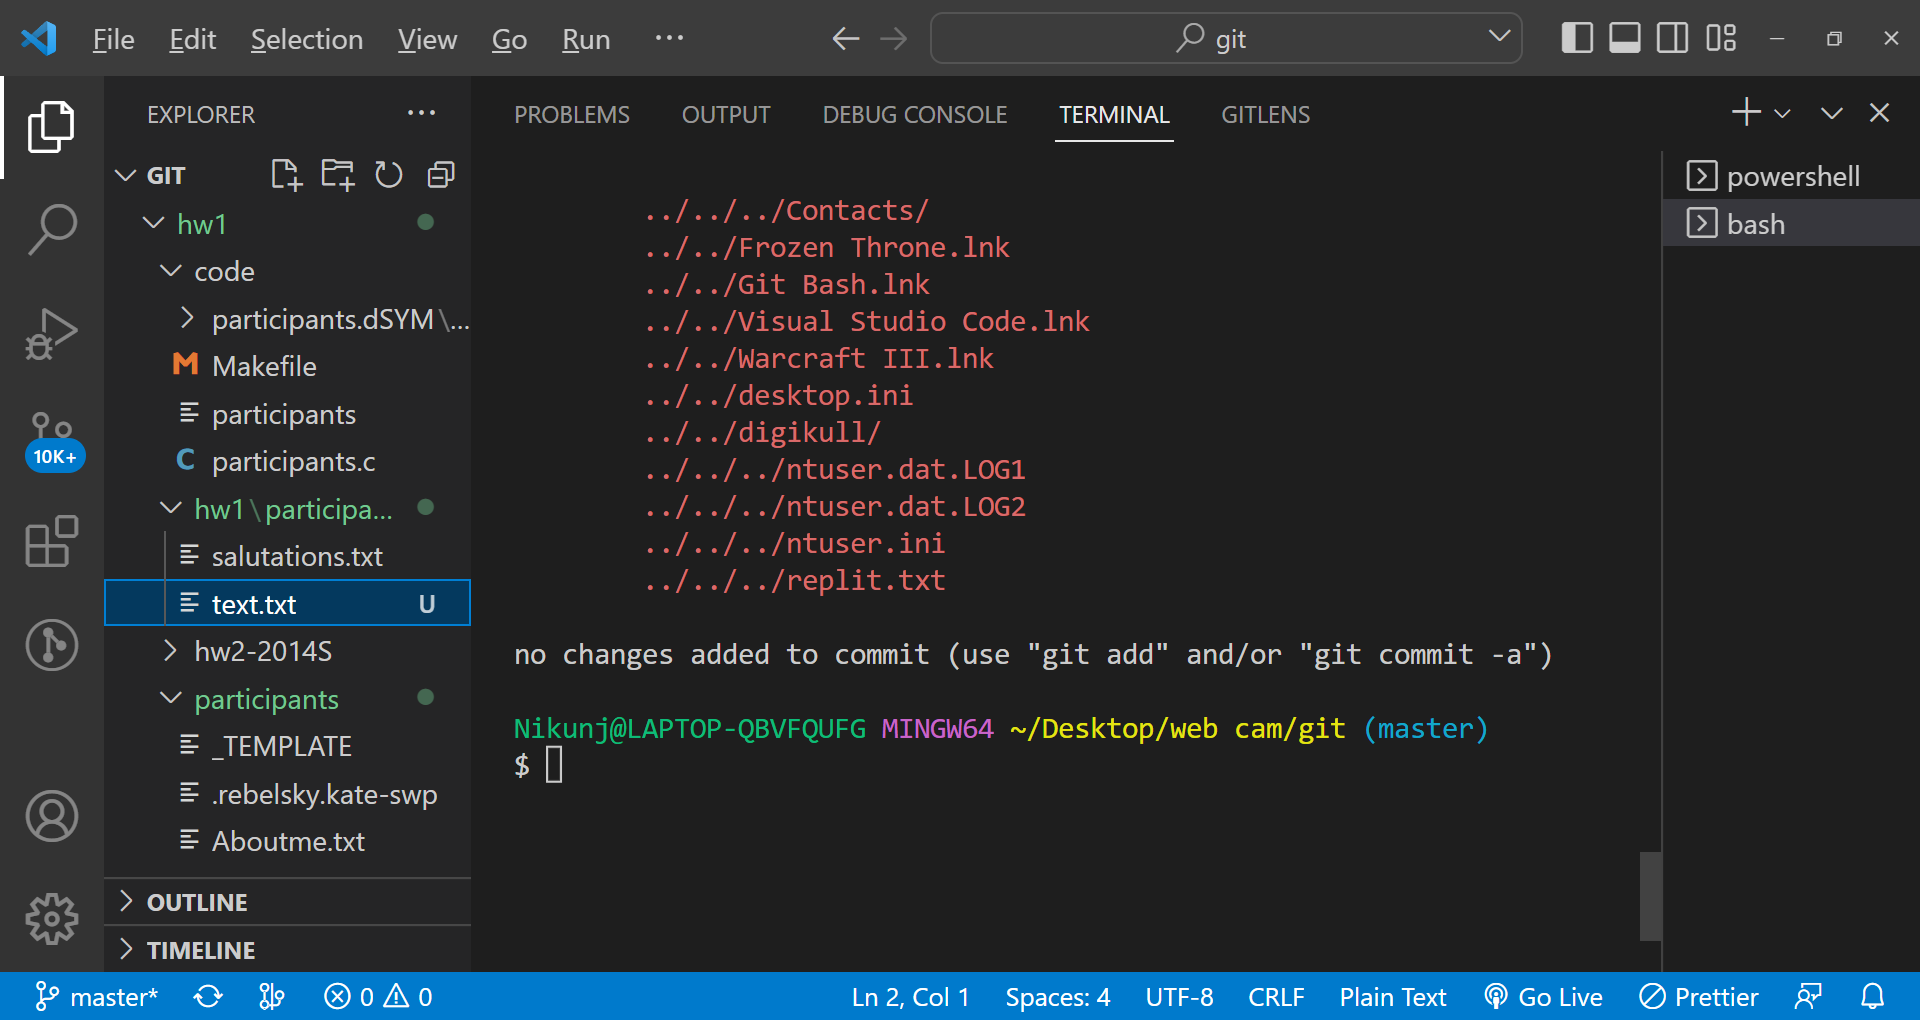 File Edit Selection View Go Run ··· git
EXPLORER ···
GIT
hw1
code
participants.dSYM\...
Makefile
participants
participants.c
hw1\participa...
salutations.txt
text.txt U
hw2-2014S
participants
_TEMPLATE
.rebelsky.kate-swp
Aboutme.txt
OUTLINE
TIMELINE
10K+
PROBLEMS OUTPUT DEBUG CONSOLE TERMINAL GITLENS
../../../Contacts/
../../Frozen Throne.lnk
../../Git Bash.lnk
../../Visual Studio Code.lnk
../../Warcraft III.lnk
../../desktop.ini
../../digikull/
../../../ntuser.dat.LOG1
../../../ntuser.dat.LOG2
../../../ntuser.ini
../../../replit.txt
no changes added to commit (use "git add" and/or "git commit -a")
Nikunj@LAPTOP-QBVFQUFG MINGW64 ~/Desktop/web cam/git (master)
$
powershell
bash
master* 0 0 Ln 2, Col 1 Spaces: 4 UTF-8 CRLF Plain Text Go Live Prettier